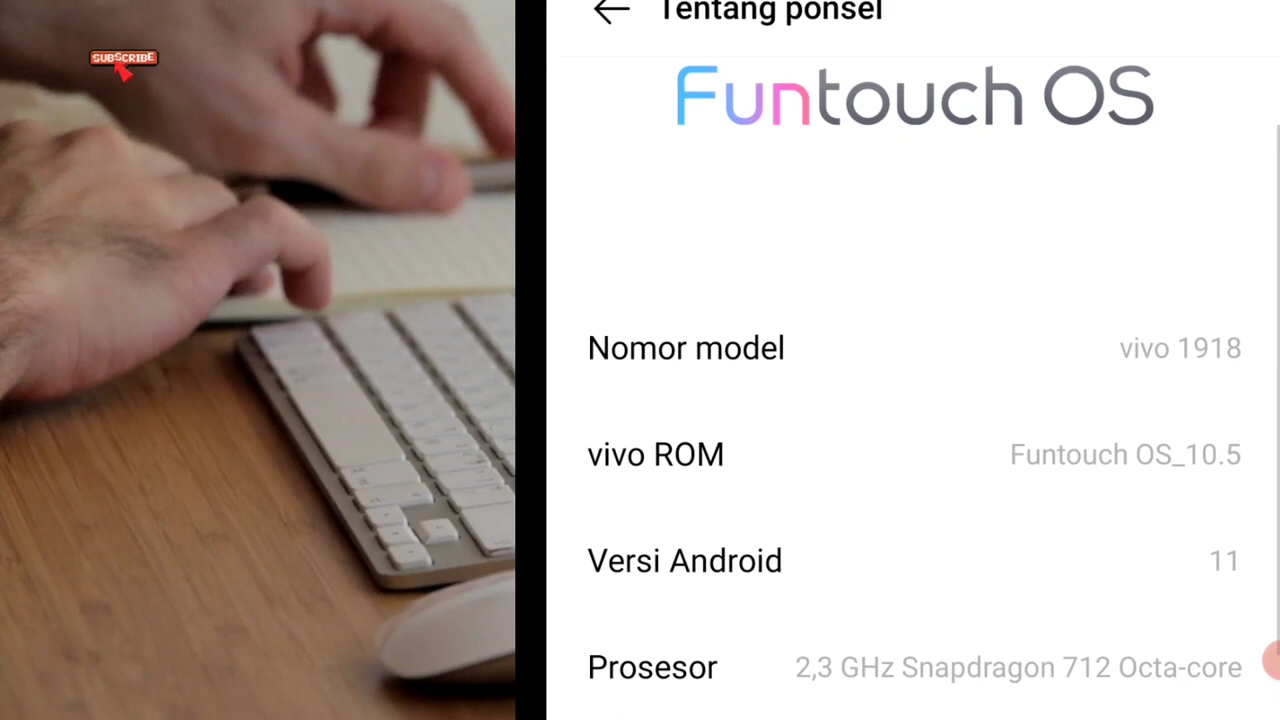 SUBSCRIBE
Tentang ponsel
Funtouch OS
Nomor model vivo 1918
vivo ROM Funtouch OS_10.5
Versi Android 11
Prosesor 2,3 GHz Snapdragon 712 Octa-core